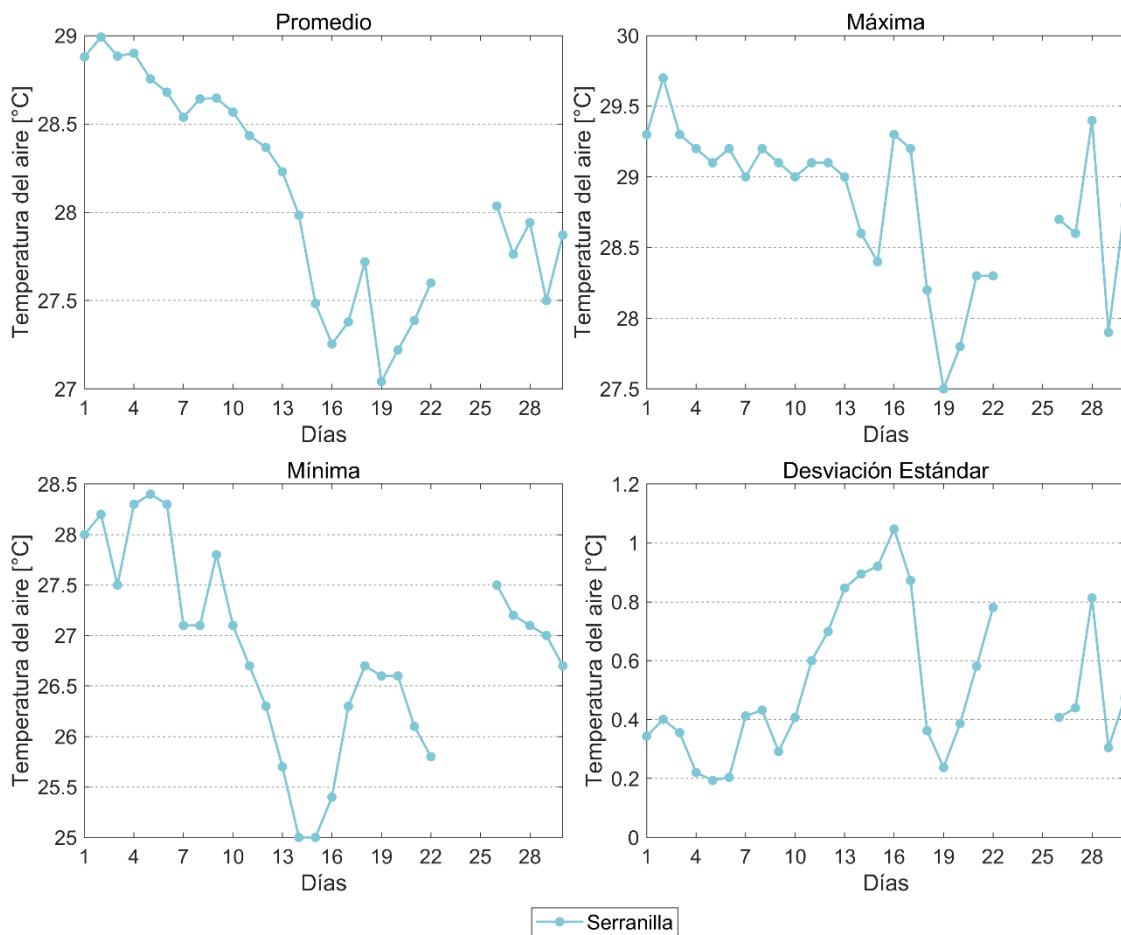 Promedio
Temperatura del aire [°C]
29
28.5
28
27.5
27
1 4 7 10 13 16 19 22 25 28
Días
Máxima
Temperatura del aire [°C]
30
29.5
29
28.5
28
27.5
1 4 7 10 13 16 19 22 25 28
Días
Mínima
Temperatura del aire [°C]
28.5
28
27.5
27
26.5
26
25.5
25
1 4 7 10 13 16 19 22 25 28
Días
Desviación Estándar
Temperatura del aire [°C]
1.2
1
0.8
0.6
0.4
0.2
0
1 4 7 10 13 16 19 22 25 28
Días
Serranilla